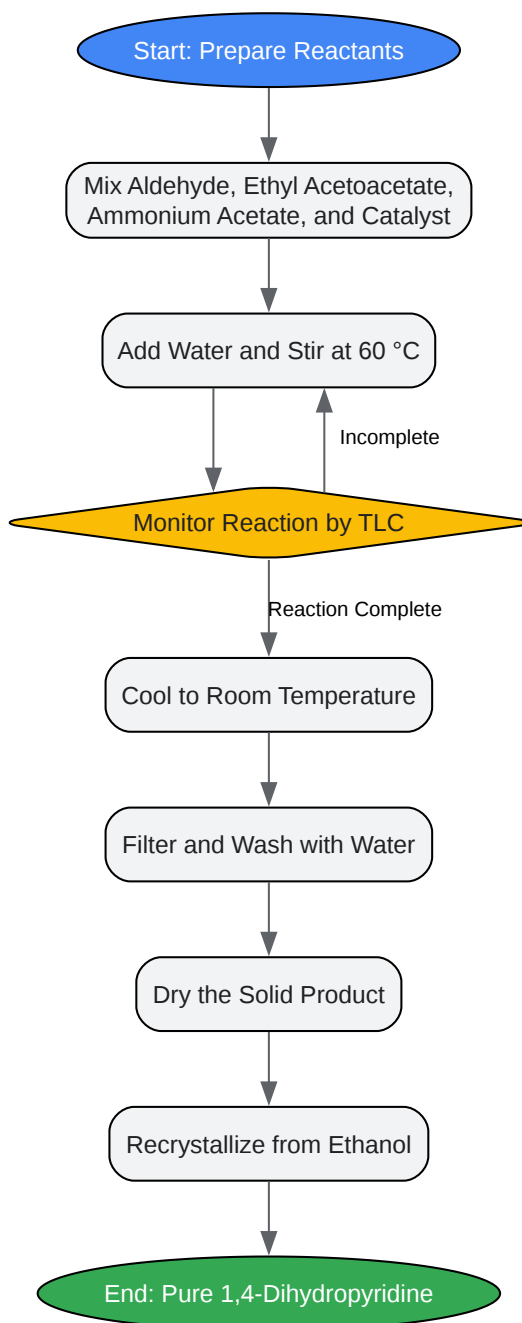 Start: Prepare Reactants
Mix Aldehyde, Ethyl Acetoacetate,
Ammonium Acetate, and Catalyst
Add Water and Stir at 60 °C
Incomplete
Monitor Reaction by TLC
Reaction Complete
Cool to Room Temperature
Filter and Wash with Water
Dry the Solid Product
Recrystallize from Ethanol
End: Pure 1,4-Dihydropyridine